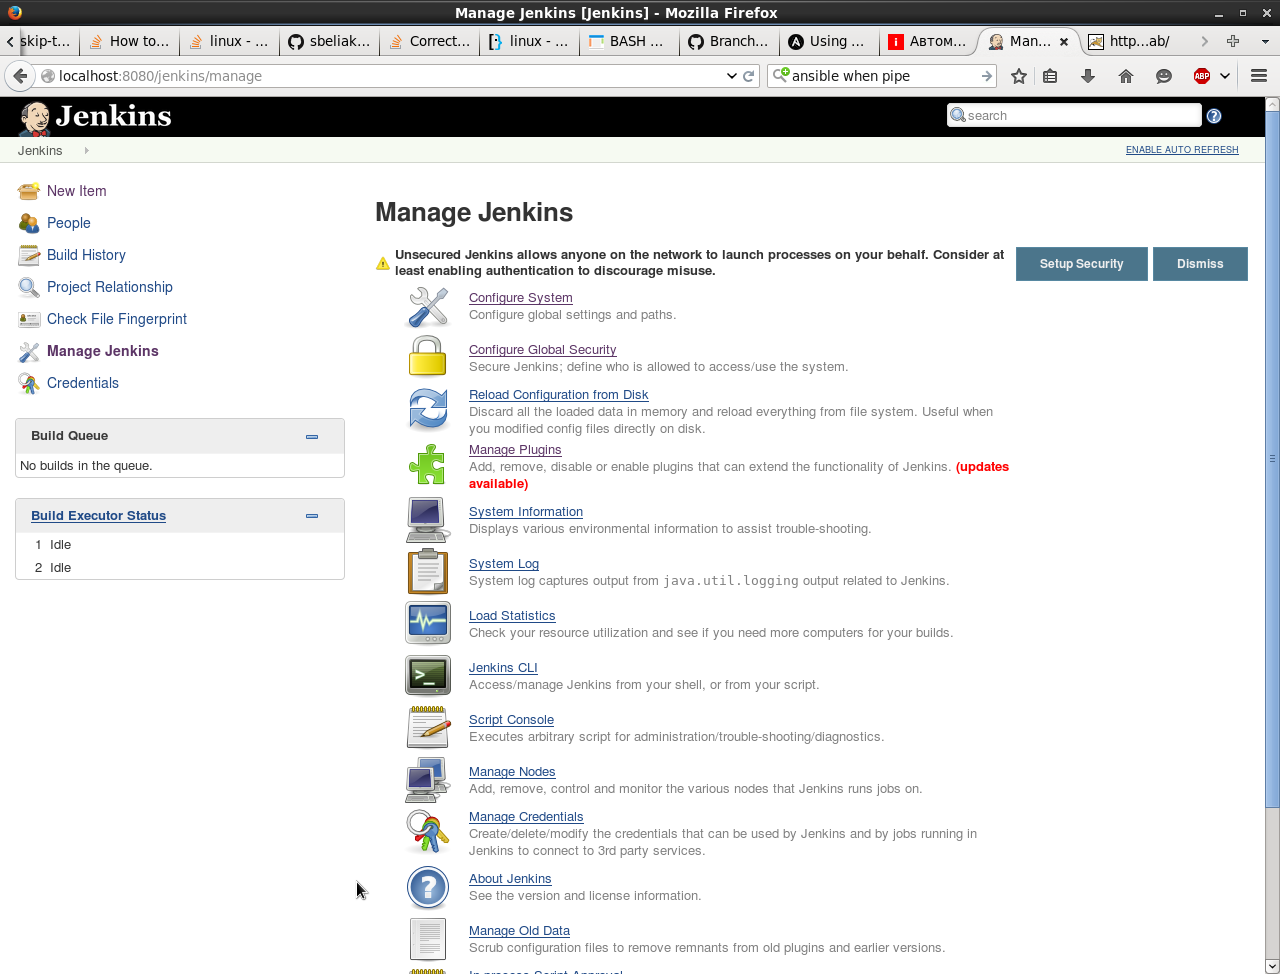 Manage Jenkins [Jenkins] - Mozilla Firefox
skip-t...
How to...
linux - ...
sbeliak...
Correct...
linux - ...
BASH ...
Branch...
Using ...
Автом...
Man...
http...ab/
localhost:8080/jenkins/manage
ansible when pipe
ABP
Jenkins
search
Jenkins
ENABLE AUTO REFRESH
New Item
People
Build History
Project Relationship
Check File Fingerprint
Manage Jenkins
Credentials
Build Queue
No builds in the queue.
Build Executor Status
1 Idle
2 Idle
Manage Jenkins
Unsecured Jenkins allows anyone on the network to launch processes on your behalf. Consider at
least enabling authentication to discourage misuse.
Setup Security
Dismiss
Configure System
Configure global settings and paths.
Configure Global Security
Secure Jenkins; define who is allowed to access/use the system.
Reload Configuration from Disk
Discard all the loaded data in memory and reload everything from file system. Useful when
you modified config files directly on disk.
Manage Plugins
Add, remove, disable or enable plugins that can extend the functionality of Jenkins. (updates
available)
System Information
Displays various environmental information to assist trouble-shooting.
System Log
System log captures output from java.util.logging output related to Jenkins.
Load Statistics
Check your resource utilization and see if you need more computers for your builds.
Jenkins CLI
Access/manage Jenkins from your shell, or from your script.
Script Console
Executes arbitrary script for administration/trouble-shooting/diagnostics.
Manage Nodes
Add, remove, control and monitor the various nodes that Jenkins runs jobs on.
Manage Credentials
Create/delete/modify the credentials that can be used by Jenkins and by jobs running in
Jenkins to connect to 3rd party services.
About Jenkins
See the version and license information.
Manage Old Data
Scrub configuration files to remove remnants from old plugins and earlier versions.
In-process Script Approval